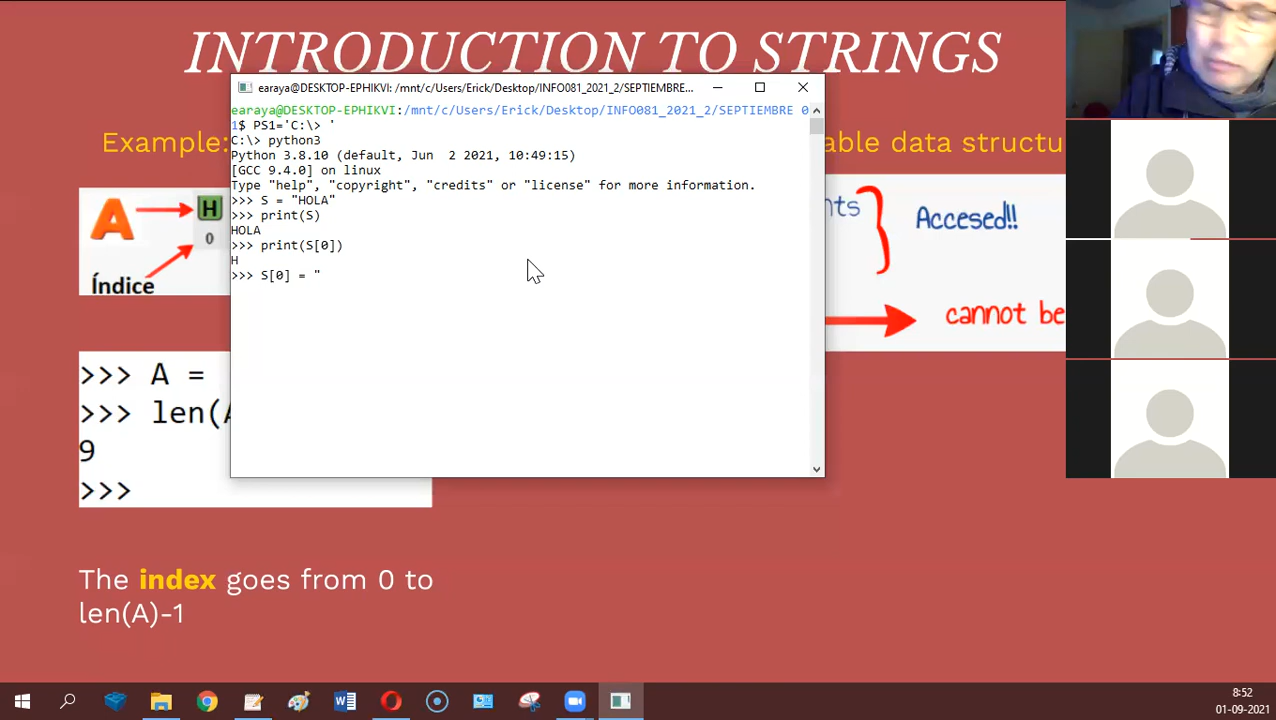 INTRODUCTION TO STRINGS
earaya@DESKTOP-EPHIKVI: /mnt/c/Users/Erick/Desktop/INFO081_2021_2/SEPTIEMBRE...
earaya@DESKTOP-EPHIKVI:/mnt/c/Users/Erick/Desktop/INFO081_2021_2/SEPTIEMBRE 0
1$ PS1='C:\> '
C:\> python3
Python 3.8.10 (default, Jun  2 2021, 10:49:15)
[GCC 9.4.0] on linux
Type "help", "copyright", "credits" or "license" for more information.
>>> S = "HOLA"
>>> print(S)
HOLA
>>> print(S[0])
H
>>> S[0] = "
Example: able data structu
A H
0
Índice
nts Accesed!!
cannot be
>>> A =
>>> len(A
9
>>>
The index goes from 0 to
len(A)-1
8:52
01-09-2021